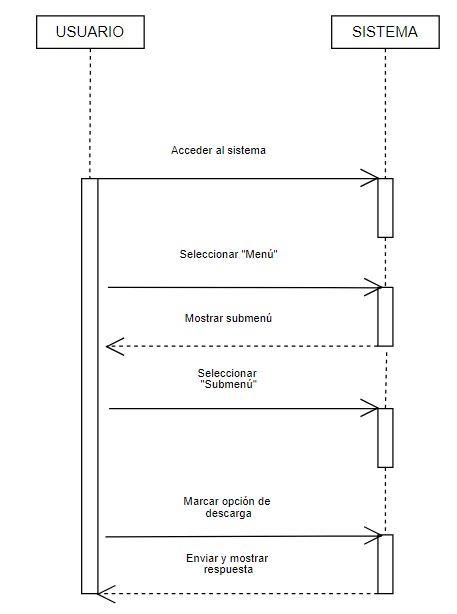 USUARIO
SISTEMA
Acceder al sistema
Seleccionar "Menú"
Mostrar submenú
Seleccionar
"Submenú"
Marcar opción de
descarga
Enviar y mostrar
respuesta